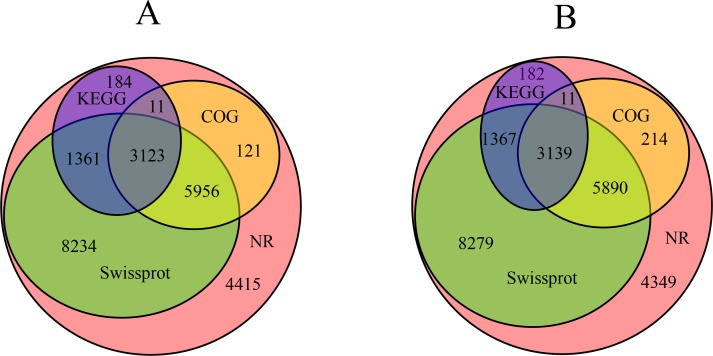 A
184
KEGG
11
COG
1361
3123
121
5956
8234
NR
Swissprot
4415
B
182
KEGG
11
COG
1367
3139
214
5890
8279
NR
Swissprot
4349